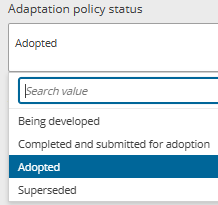 Adaptation policy status
Adopted
Search value
Being developed
Completed and submitted for adoption
Adopted
Superseded